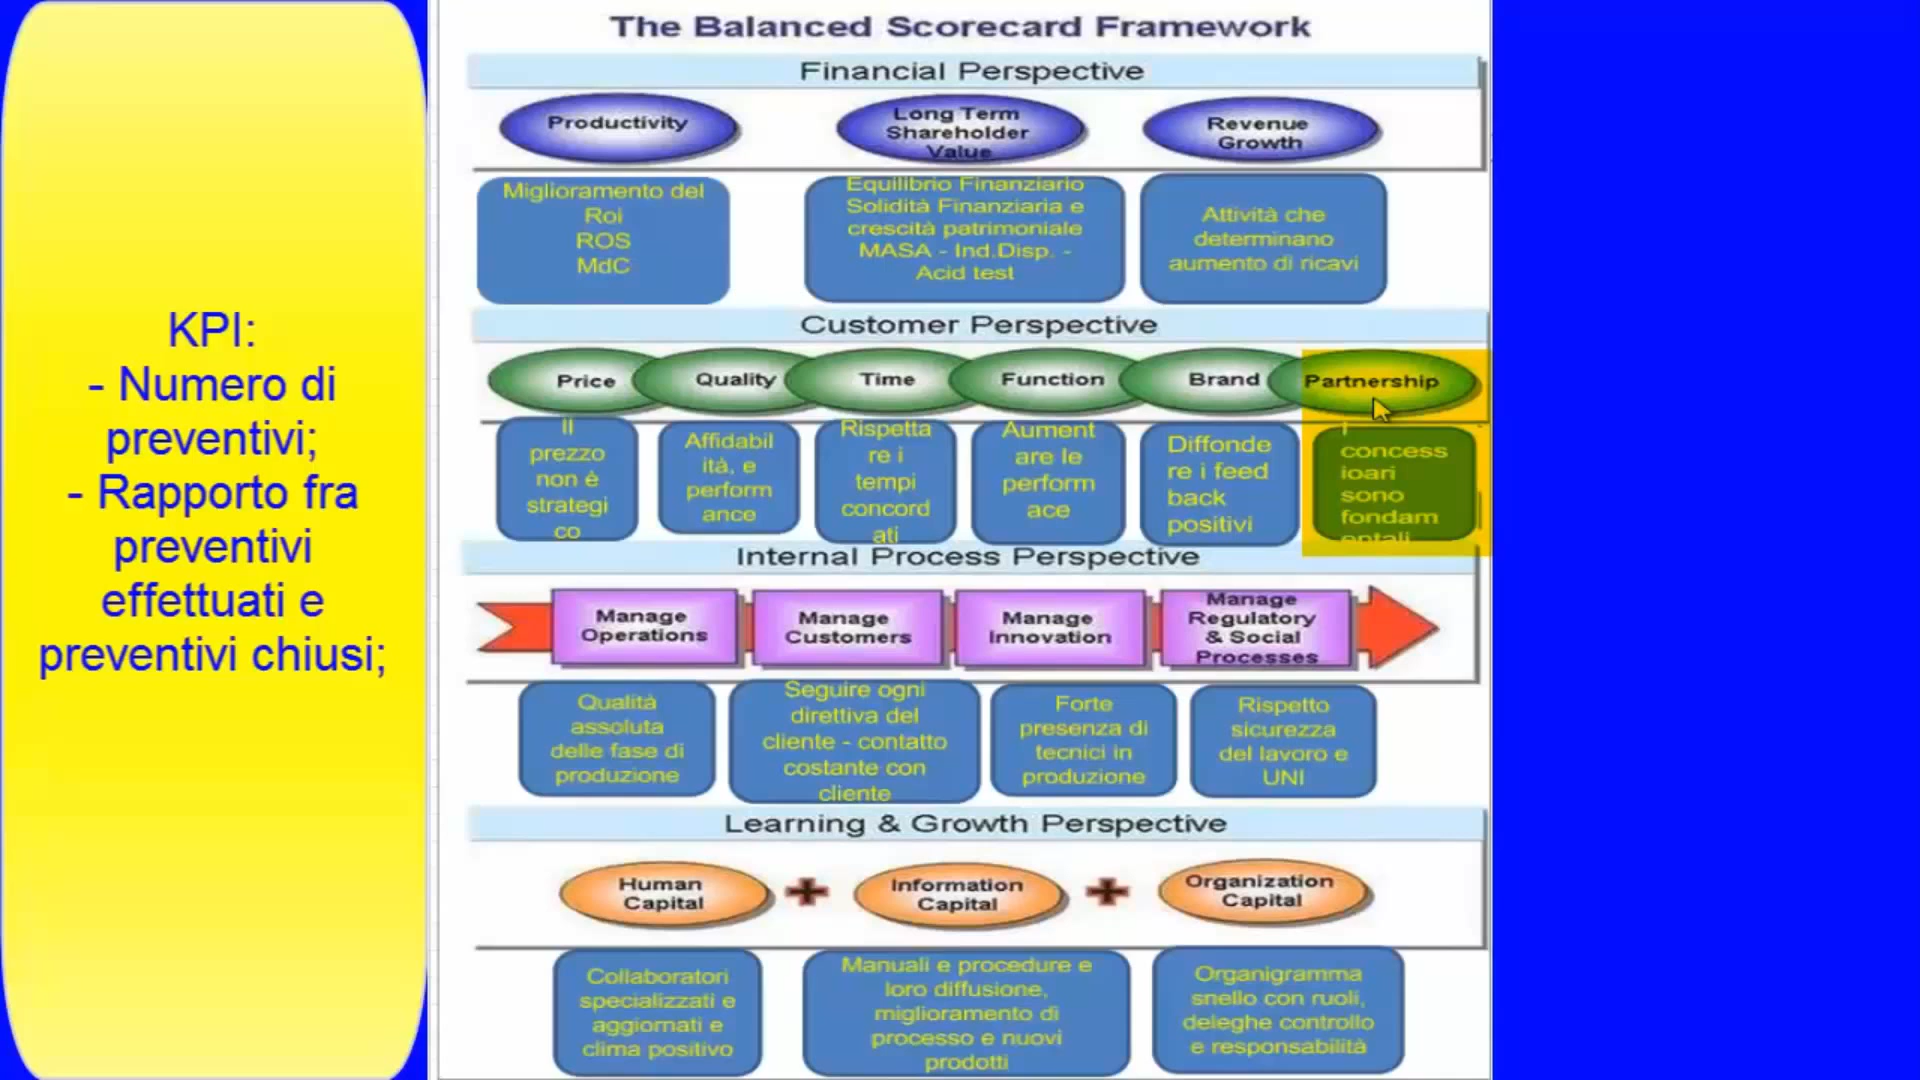 KPI:
- Numero di
preventivi;
- Rapporto fra
preventivi
effettuati e
preventivi chiusi;
The Balanced Scorecard Framework
Financial Perspective
Productivity
Long Term
Shareholder
Value
Revenue
Growth
Miglioramento del
Roi
ROS
MdC
Equilibrio Finanziario
Solidità Finanziaria e
crescità patrimoniale
MASA - Ind.Disp. -
Acid test
Attività che
determinano
aumento di ricavi
Customer Perspective
Price
Quality
Time
Function
Brand
Partnership
Il
prezzo
non è
strategi
co
Affidabil
ità, e
perform
ance
Rispetta
re i
tempi
concord
ati
Aument
are le
perform
ace
Diffonde
re i feed
back
positivi
I
concess
ioari
sono
fondam
entali
Internal Process Perspective
Manage
Operations
Manage
Customers
Manage
Innovation
Manage
Regulatory
& Social
Processes
Qualità
assoluta
delle fase di
produzione
Seguire ogni
direttiva del
cliente - contatto
costante con
cliente
Forte
presenza di
tecnici in
produzione
Rispetto
sicurezza
del lavoro e
UNI
Learning & Growth Perspective
Human
Capital
Information
Capital
Organization
Capital
Collaboratori
specializzati e
aggiornati e
clima positivo
Manuali e procedure e
loro diffusione,
miglioramento di
processo e nuovi
prodotti
Organigramma
snello con ruoli,
deleghe controllo
e responsabilità